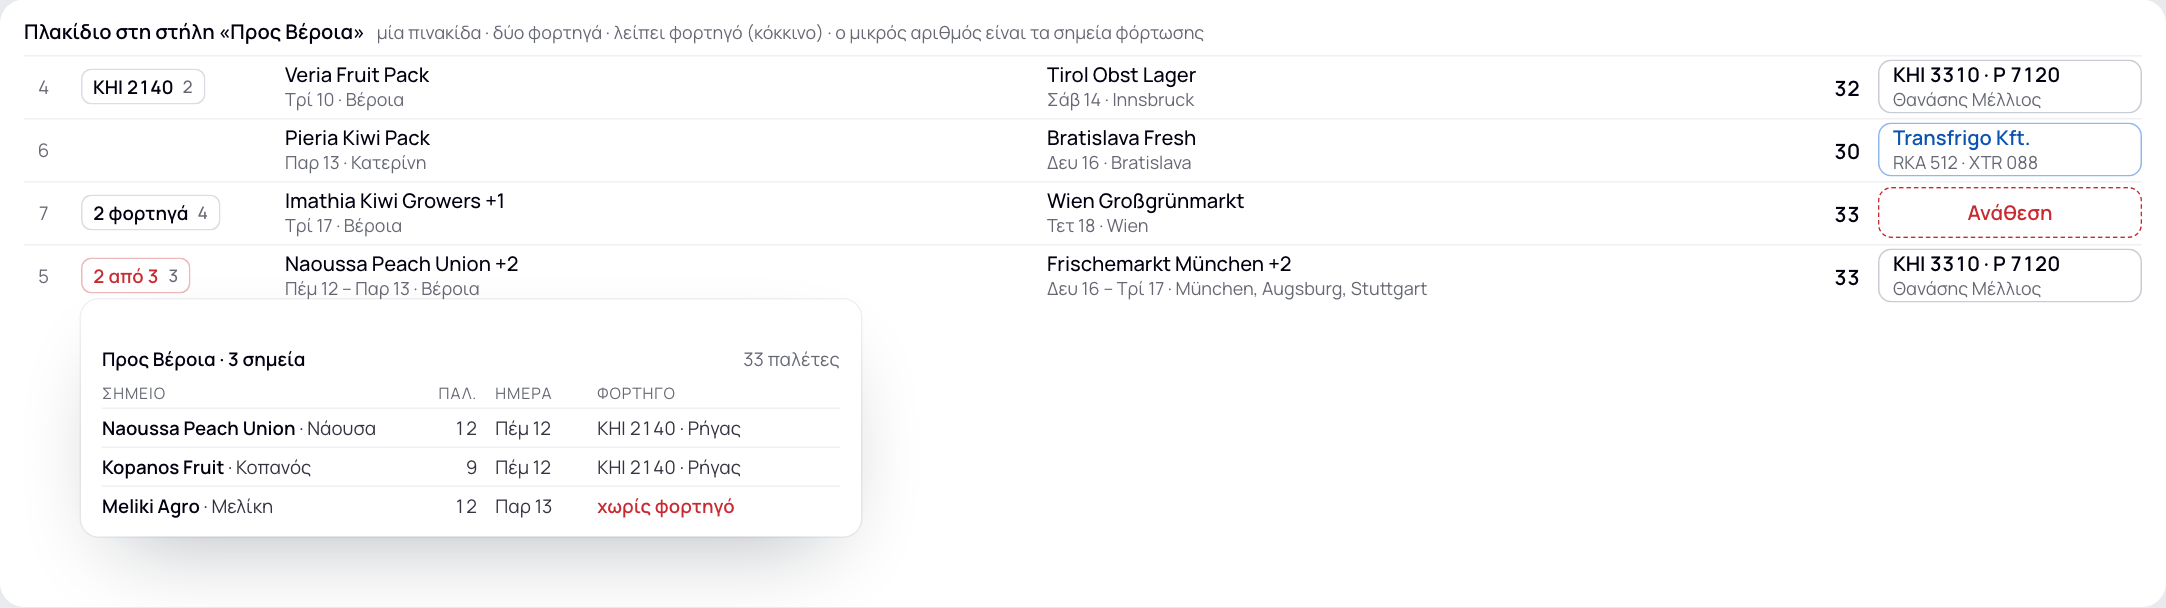 Πλακίδιο στη στήλη «Προς Βέροια» μία πινακίδα · δύο φορτηγά · λείπει φορτηγό (κόκκινο) · ο μικρός αριθμός είναι τα σημεία φόρτωσης
4 ΚΗΙ 2140 2 Veria Fruit Pack Tirol Obst Lager 32 ΚΗΙ 3310 · Ρ 7120
Τρί 10 · Βέροια Σάβ 14 · Innsbruck Θανάσης Μέλλιος
6 Pieria Kiwi Pack Bratislava Fresh 30 Transfrigo Kft.
Παρ 13 · Κατερίνη Δευ 16 · Bratislava RKA 512 · XTR 088
7 2 φορτηγά 4 Imathia Kiwi Growers +1 Wien Großgrünmarkt 33 Ανάθεση
Τρί 17 · Βέροια Τετ 18 · Wien
5 2 από 3 3 Naoussa Peach Union +2 Frischemarkt München +2 33 ΚΗΙ 3310 · Ρ 7120
Πέμ 12 – Παρ 13 · Βέροια Δευ 16 – Τρί 17 · München, Augsburg, Stuttgart Θανάσης Μέλλιος
Προς Βέροια · 3 σημεία 33 παλέτες
ΣΗΜΕΙΟ ΠΑΛ. ΗΜΕΡΑ ΦΟΡΤΗΓΟ
Naoussa Peach Union · Νάουσα 12 Πέμ 12 ΚΗΙ 2140 · Ρήγας
Kopanos Fruit · Κοπανός 9 Πέμ 12 ΚΗΙ 2140 · Ρήγας
Meliki Agro · Μελίκη 12 Παρ 13 χωρίς φορτηγό